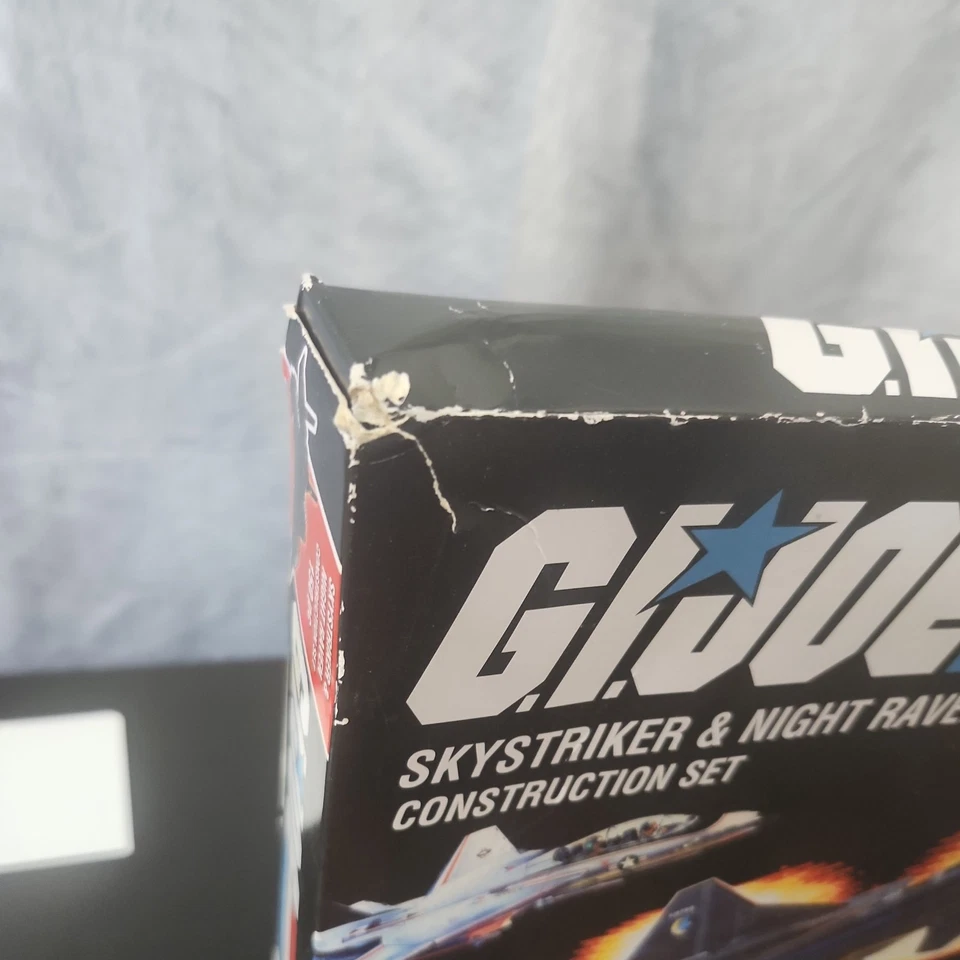 G.I.
G.I. JOE
SKYSTRIKER & NIGHT RAVE
CONSTRUCTION SET